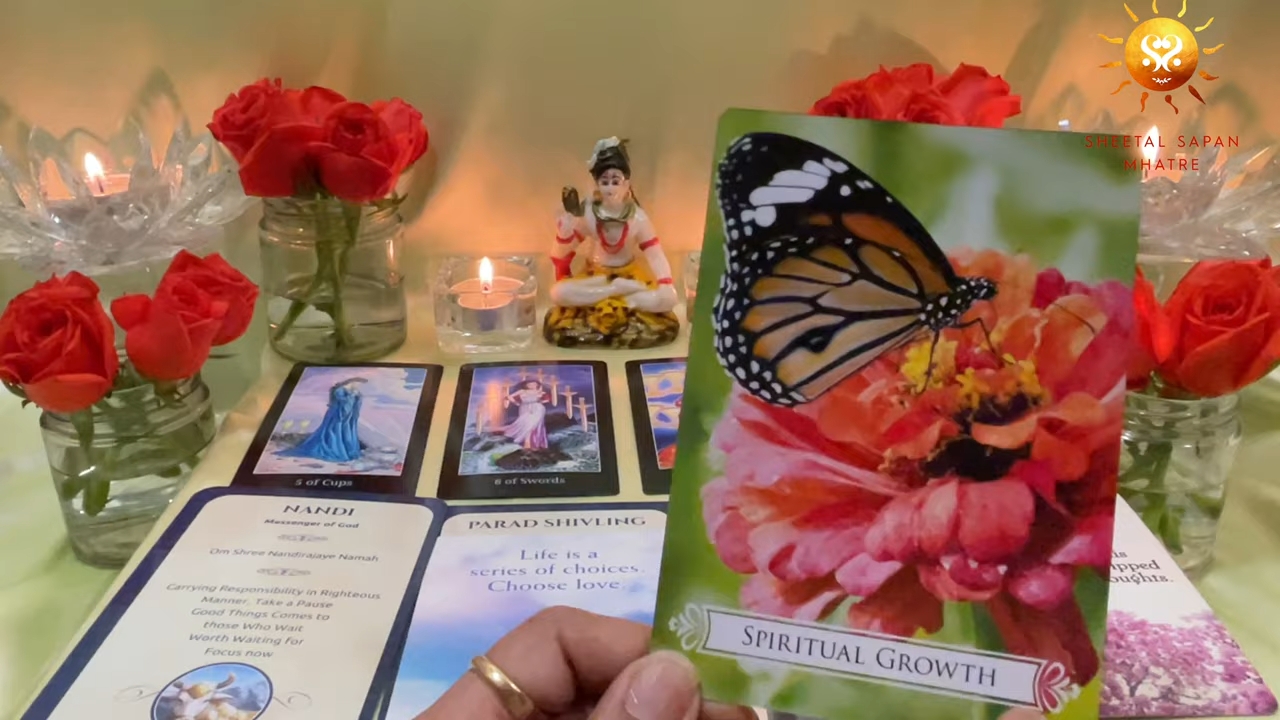 SHEETAL SAPAN
MHATRE
5 of Cups
6 of Swords
NANDI
Messenger of God
Om Shree Nandirajaye Namah
Carrying Responsibility in Righteous
Manner, Take a Pause
Good Things Comes to
those Who Wait
Worth Waiting for
Focus now
PARAD SHIVLING
Life is a
series of choices.
Choose love.
SPIRITUAL GROWTH